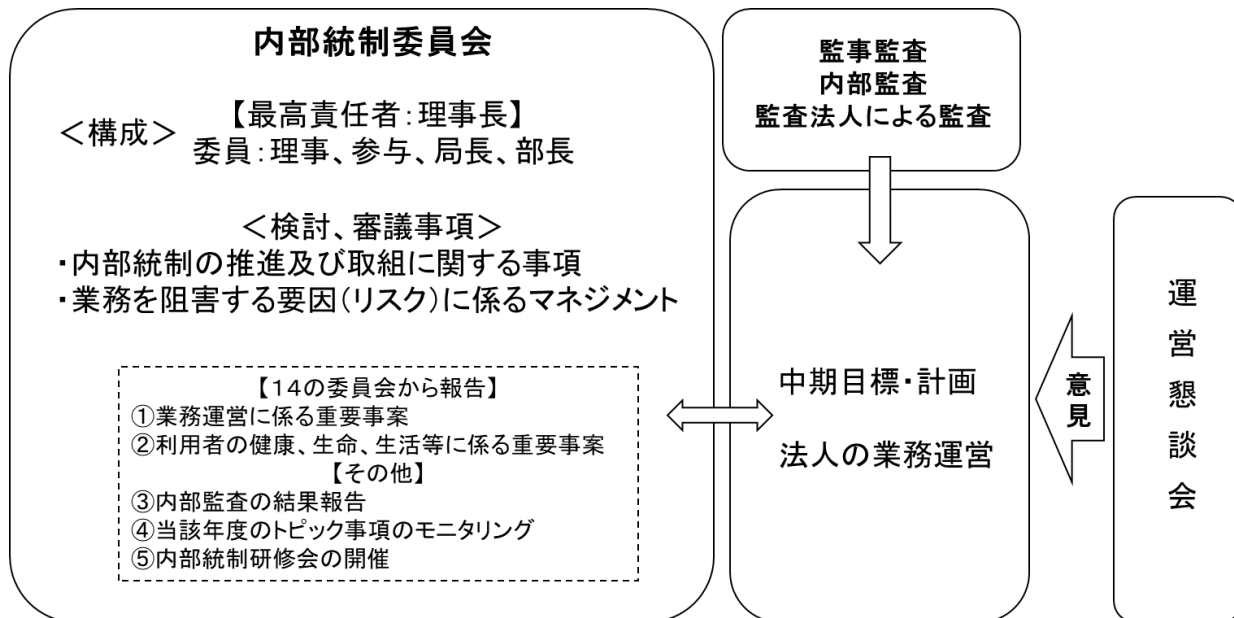 内部統制委員会
＜構成＞
【最高責任者：理事長】
委員：理事、参与、局長、部長
＜検討、審議事項＞
・内部統制の推進及び取組に関する事項
・業務を阻害する要因（リスク）に係るマネジメント
【１４の委員会から報告】
①業務運営に係る重要事案
②利用者の健康、生命、生活等に係る重要事案
【その他】
③内部監査の結果報告
④当該年度のトピック事項のモニタリング
⑤内部統制研修会の開催
監事監査
内部監査
監査法人による監査
中期目標・計画
法人の業務運営
意見
運営懇談会